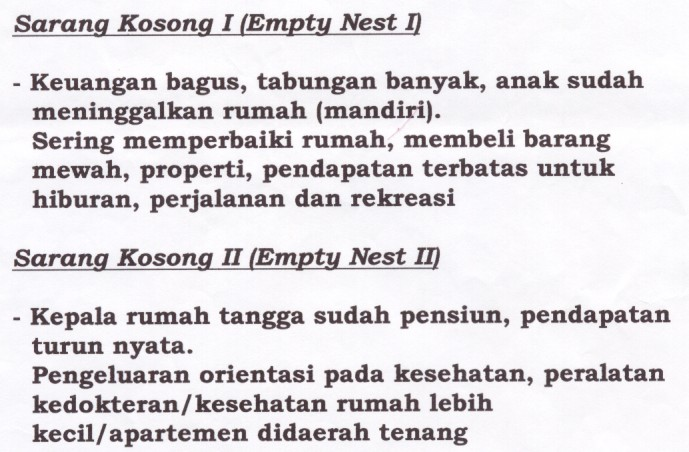 Sarang Kosong I (Empty Nest I)
- Keuangan bagus, tabungan banyak, anak sudah
meninggalkan rumah (mandiri).
Sering memperbaiki rumah, membeli barang
mewah, properti, pendapatan terbatas untuk
hiburan, perjalanan dan rekreasi
Sarang Kosong II (Empty Nest II)
- Kepala rumah tangga sudah pensiun, pendapatan
turun nyata.
Pengeluaran orientasi pada kesehatan, peralatan
kedokteran/kesehatan rumah lebih
kecil/apartemen didaerah tenang